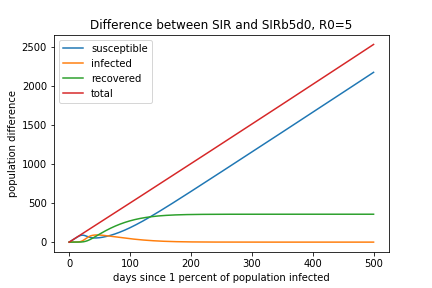 Difference between SIR and SIRb5d0, R0=5
susceptible
infected
recovered
total
population difference
2500
2000
1500
1000
500
0
0
100
200
300
400
500
days since 1 percent of population infected